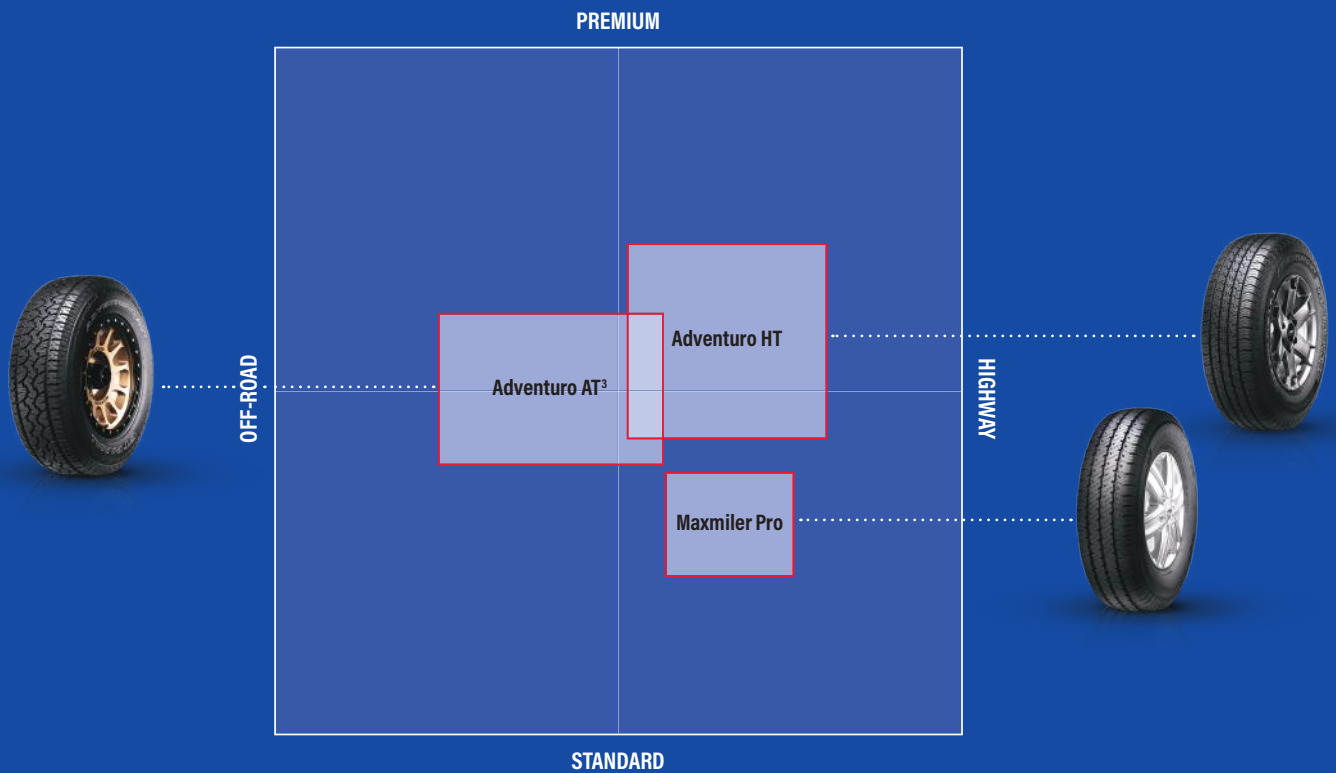 PREMIUM
Adventuro HT
Adventuro AT³
OFF-ROAD
HIGHWAY
Maxmiler Pro
STANDARD